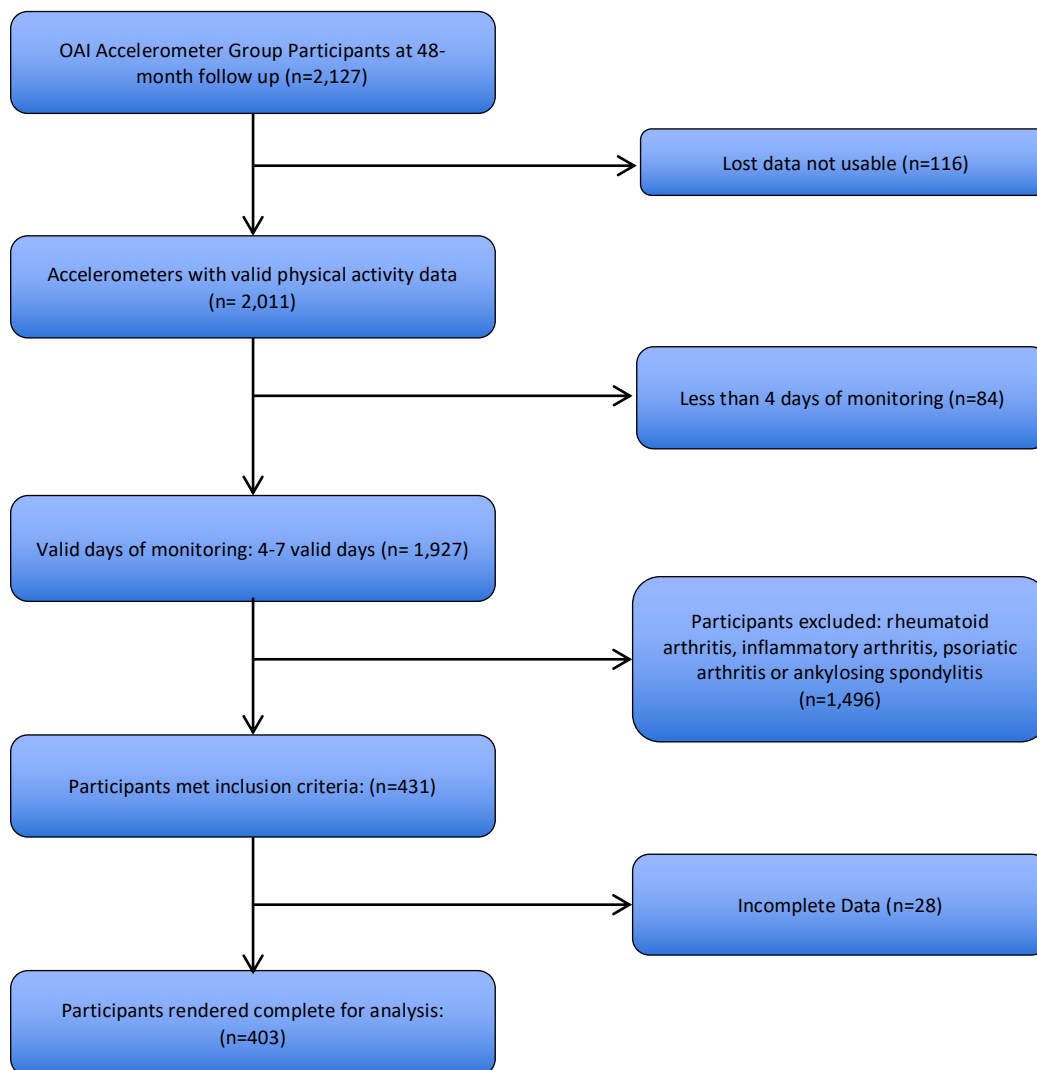 OAI Accelerometer Group Participants at 48-
month follow up (n=2,127)
Lost data not usable (n=116)
Accelerometers with valid physical activity data
(n= 2,011)
Less than 4 days of monitoring (n=84)
Valid days of monitoring: 4-7 valid days (n= 1,927)
Participants excluded: rheumatoid
arthritis, inflammatory arthritis, psoriatic
arthritis or ankylosing spondylitis
(n=1,496)
Participants met inclusion criteria: (n=431)
Incomplete Data (n=28)
Participants rendered complete for analysis:
(n=403)